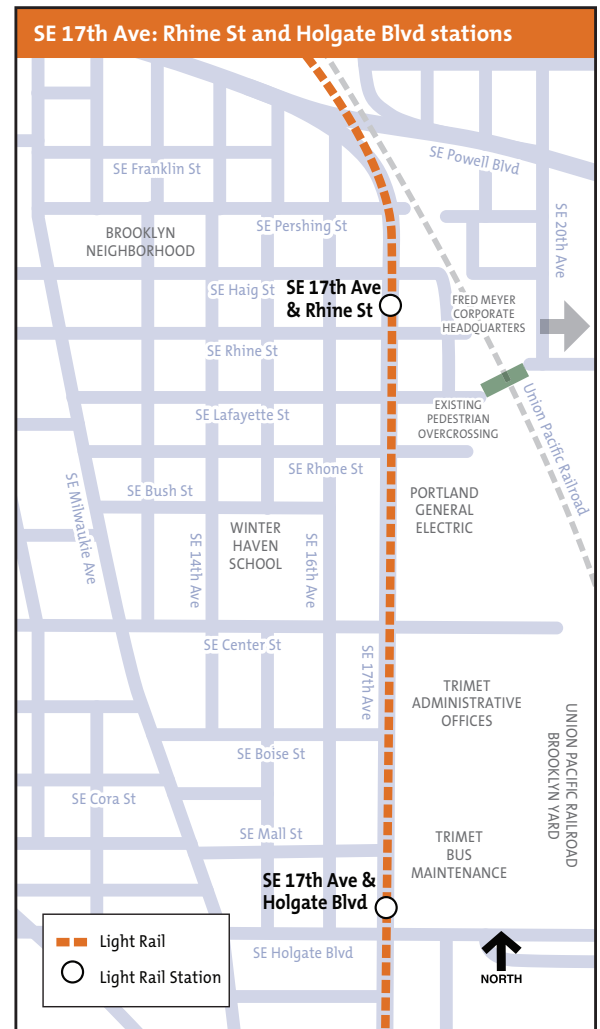 SE 17th Ave: Rhine St and Holgate Blvd stations
SE Powell Blvd
SE Franklin St
SE 20th Ave
SE Pershing St
BROOKLYN
NEIGHBORHOOD
SE Haig St
SE 17th Ave
& Rhine St
FRED MEYER
CORPORATE
HEADQUARTERS
SE Rhine St
Union Pacific Railroad
SE Lafayette St
EXISTING
PEDESTRIAN
OVERCROSSING
SE Rhone St
SE Milwaukie Ave
SE Bush St
PORTLAND
GENERAL
ELECTRIC
WINTER
HAVEN
SCHOOL
SE 14th Ave
SE 16th Ave
SE Center St
SE 17th Ave
TRIMET
ADMINISTRATIVE
OFFICES
UNION PACIFIC RAILROAD
BROOKLYN YARD
SE Boise St
SE Cora St
SE Mall St
TRIMET
BUS
MAINTENANCE
SE 17th Ave &
Holgate Blvd
SE Holgate Blvd
Light Rail
Light Rail Station
NORTH